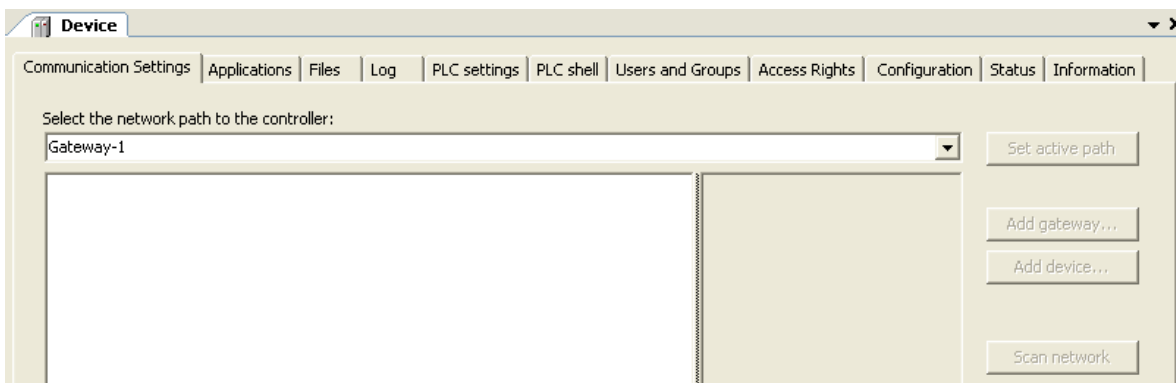 Device
Communication Settings Applications Files Log PLC settings PLC shell Users and Groups Access Rights Configuration Status Information
Select the network path to the controller:
Gateway-1
Set active path
Add gateway...
Add device...
Scan network